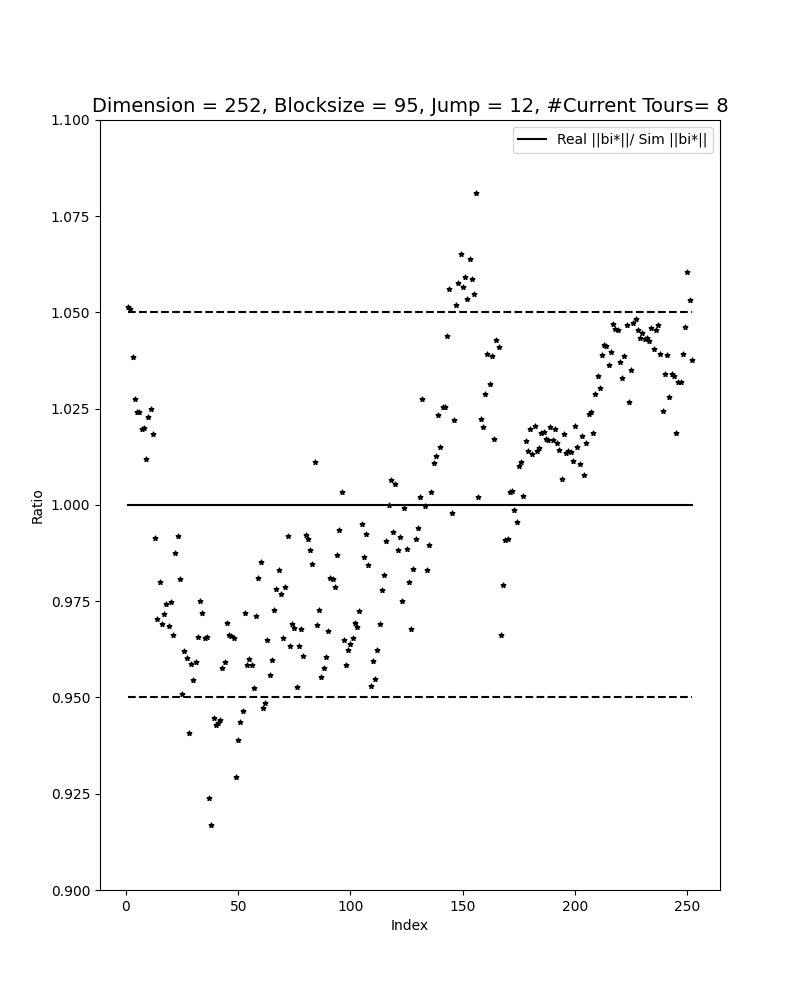 Dimension = 252, Blocksize = 95, Jump = 12, #Current Tours= 8
1.100
Real ||bi*||/ Sim ||bi*||
1.075
1.050
1.025
1.000
Ratio
0.975
0.950
0.925
0.900
0 50 100 150 200 250
Index